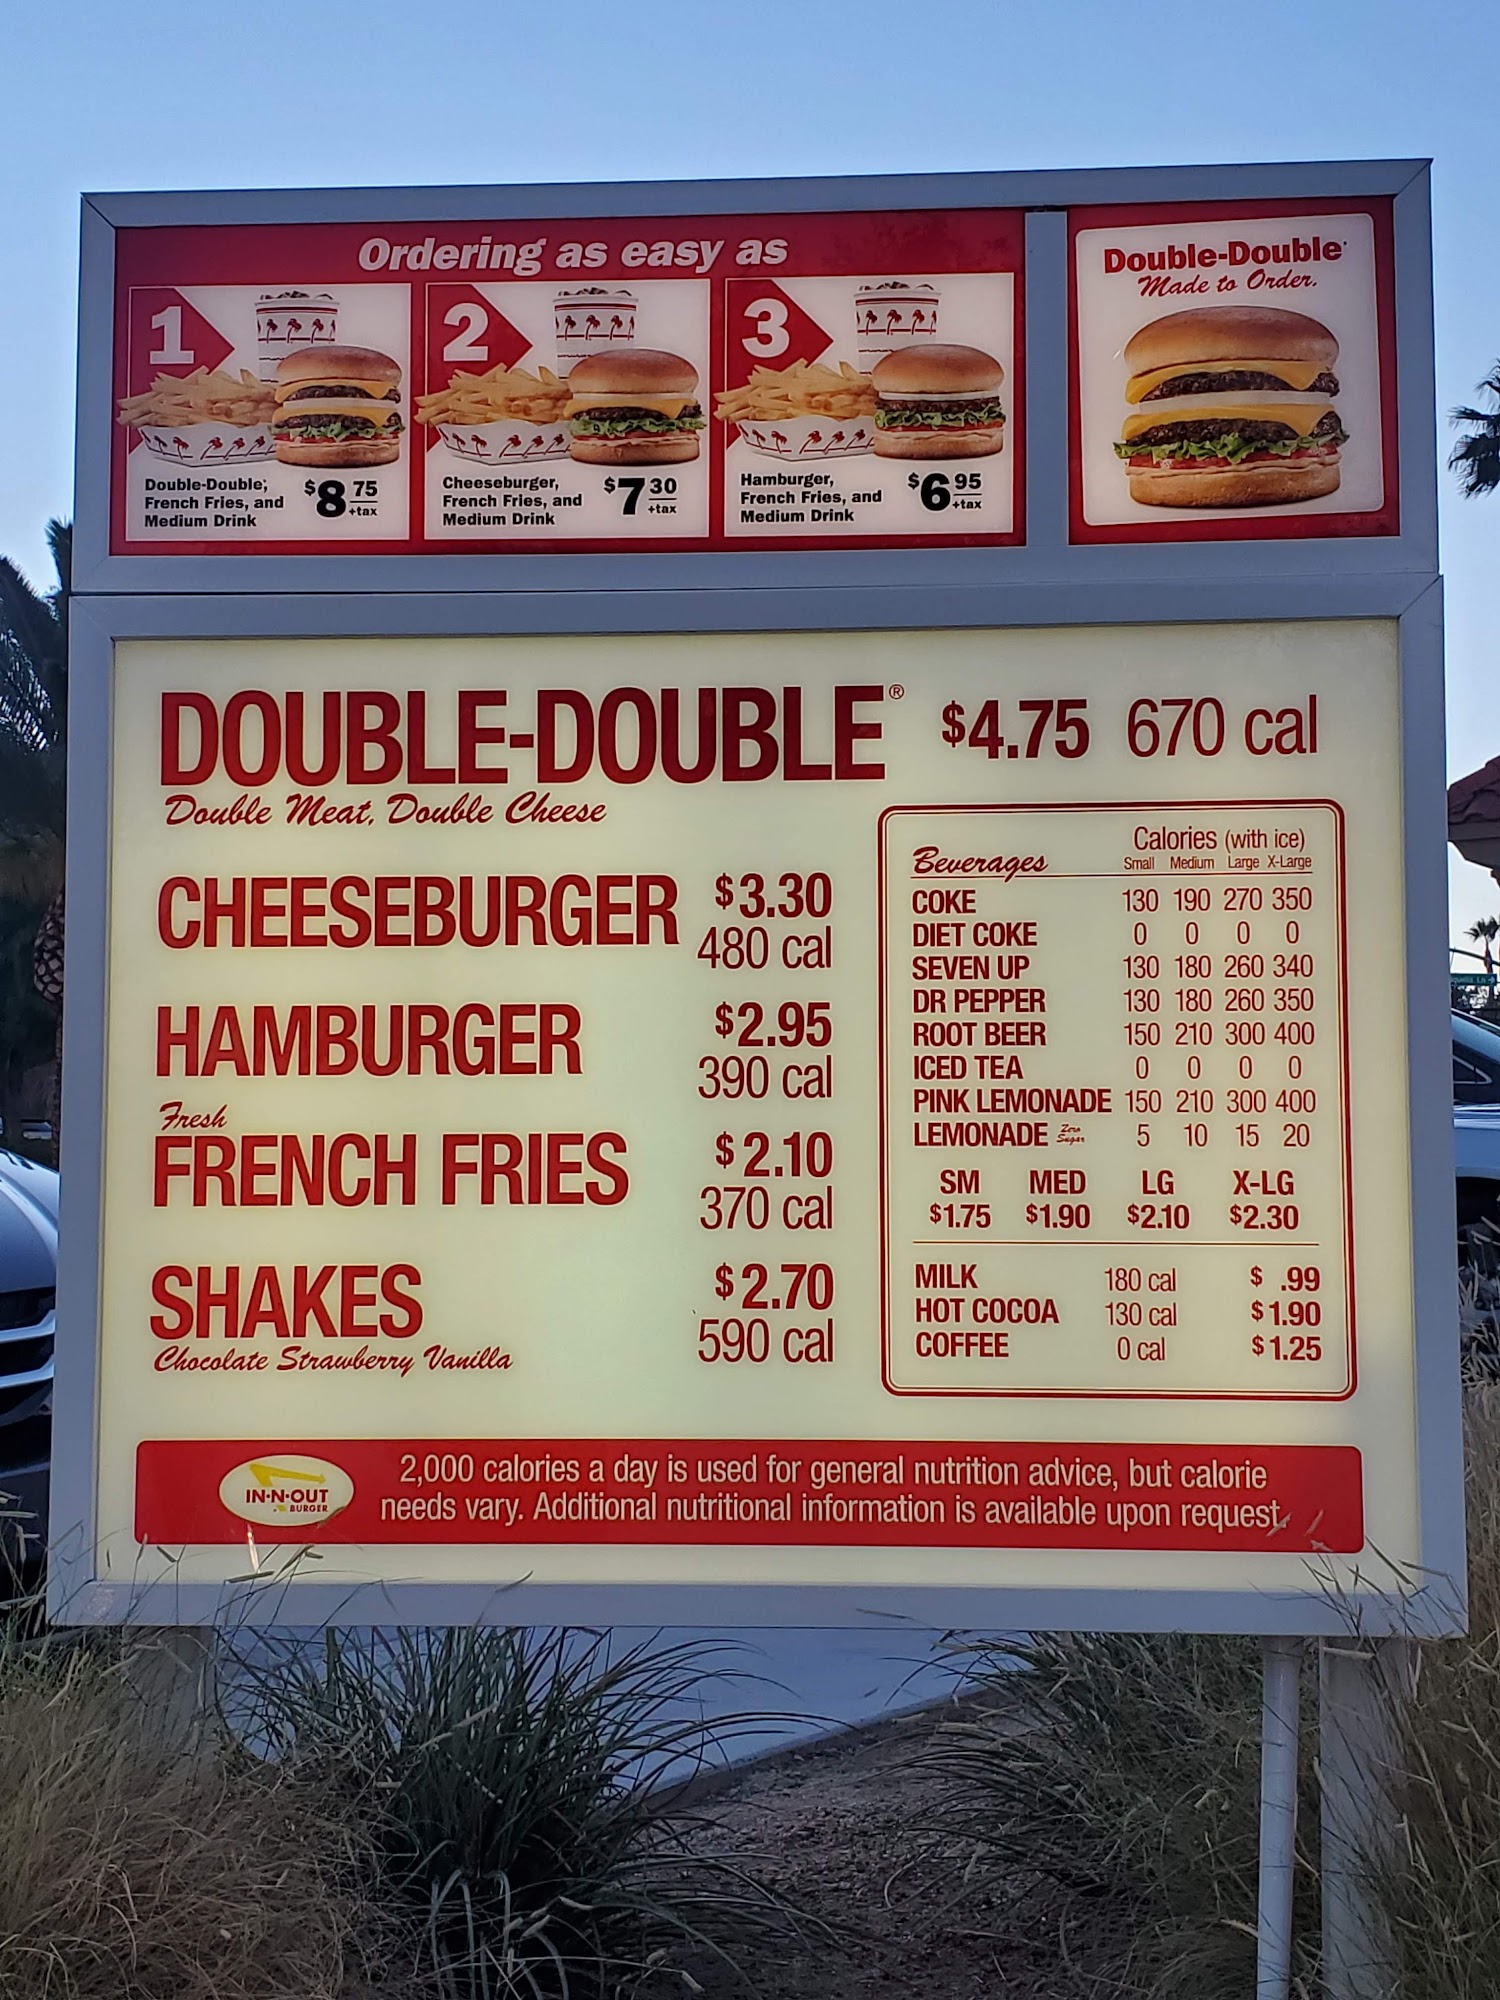 Ordering as easy as
1
Double-Double,
French Fries, and
Medium Drink
$8 75
+tax
2
Cheeseburger,
French Fries, and
Medium Drink
$7 30
+tax
3
Hamburger,
French Fries, and
Medium Drink
$6 95
+tax
Double-Double
Made to Order.
DOUBLE-DOUBLE® $4.75 670 cal
Double Meat, Double Cheese
CHEESEBURGER $3.30
480 cal
HAMBURGER $2.95
390 cal
Fresh
FRENCH FRIES $2.10
370 cal
SHAKES $2.70
590 cal
Chocolate Strawberry Vanilla
Calories (with ice)
Beverages Small Medium Large X-Large
COKE 130 190 270 350
DIET COKE 0 0 0 0
SEVEN UP 130 180 260 340
DR PEPPER 130 180 260 350
ROOT BEER 150 210 300 400
ICED TEA 0 0 0 0
PINK LEMONADE 150 210 300 400
LEMONADE Zero Sugar 5 10 15 20
SM MED LG X-LG
$1.75 $1.90 $2.10 $2.30
MILK 180 cal $ .99
HOT COCOA 130 cal $1.90
COFFEE 0 cal $1.25
IN-N-OUT
BURGER
2,000 calories a day is used for general nutrition advice, but calorie
needs vary. Additional nutritional information is available upon request.